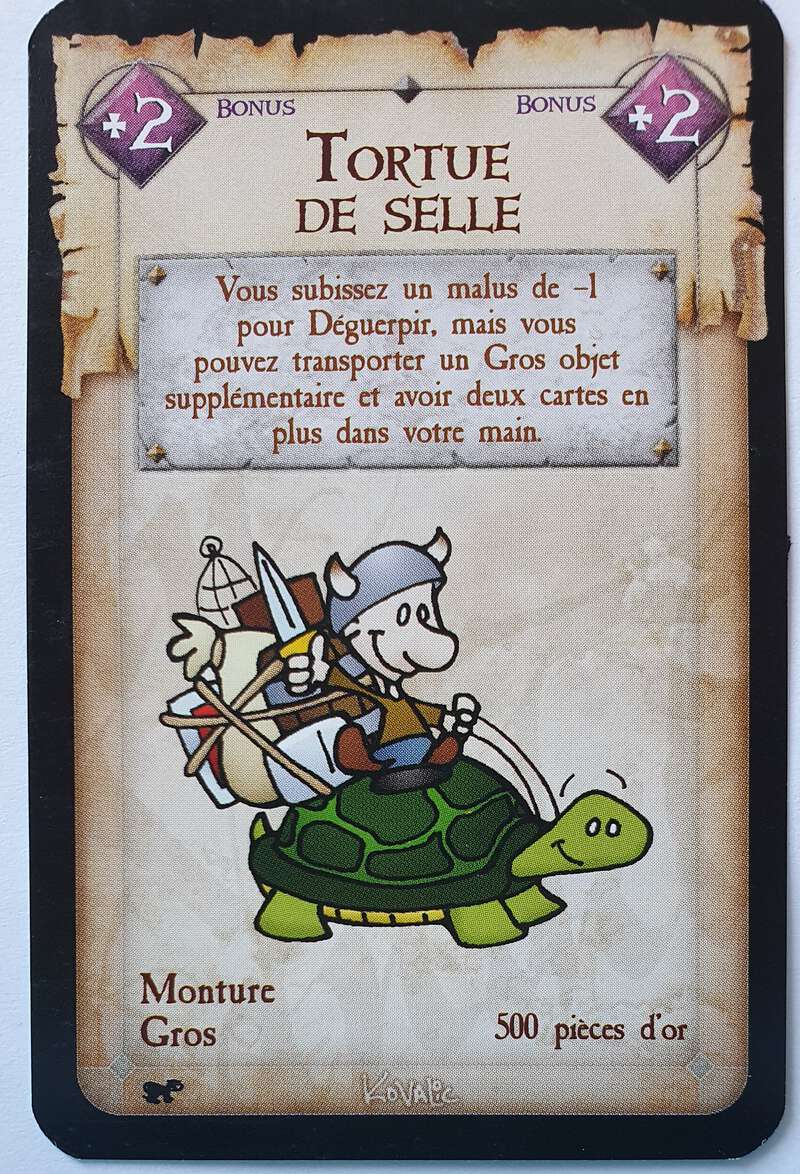 +2 BONUS BONUS +2
TORTUE
DE SELLE
Vous subissez un malus de –1
pour Déguerpir, mais vous
pouvez transporter un Gros objet
supplémentaire et avoir deux cartes en
plus dans votre main.
Monture
Gros
500 pièces d'or
KOVALIC